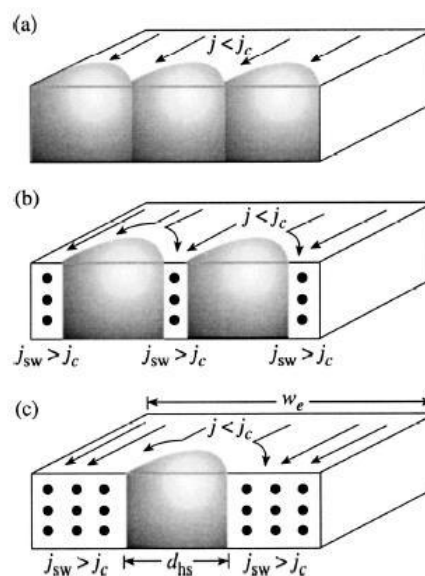 (a)
j < j_c
(b)
j < j_c
j_sw > j_c j_sw > j_c j_sw > j_c
(c)
w_e
j < j_c
j_sw > j_c d_hs j_sw > j_c